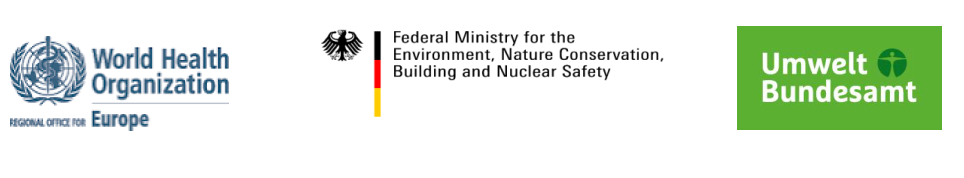 World Health
Organization
REGIONAL OFFICE FOR Europe
Federal Ministry for the
Environment, Nature Conservation,
Building and Nuclear Safety
Umwelt
Bundesamt